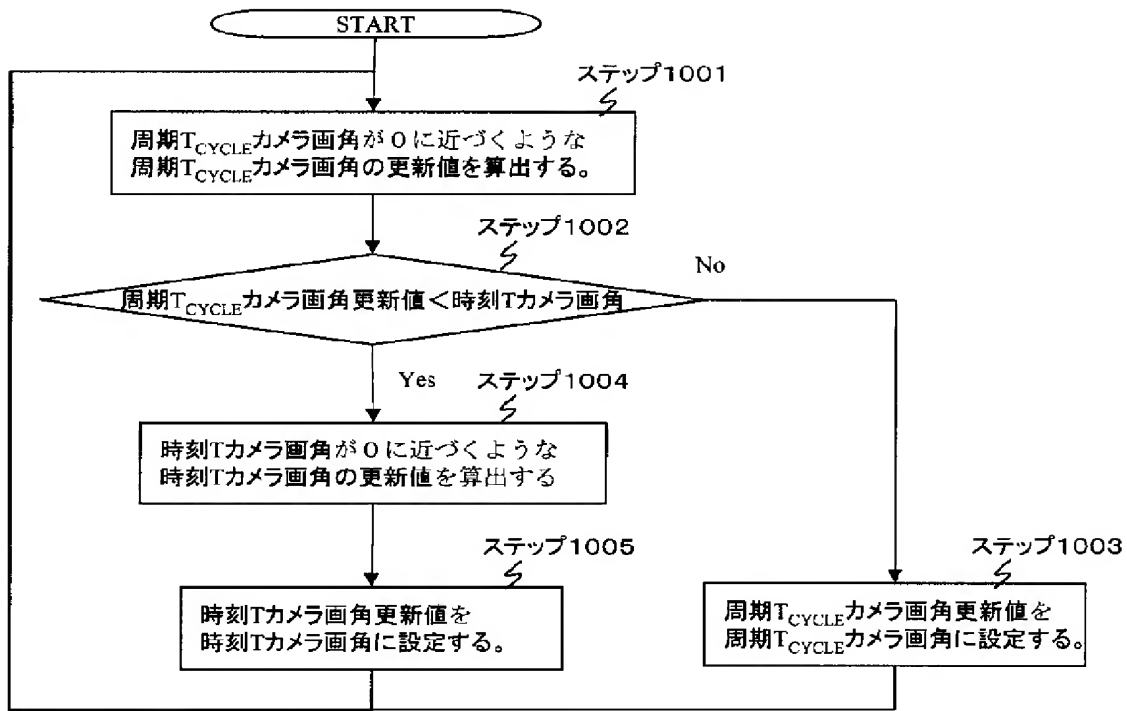 START
ステップ1001
周期TCYCLEカメラ画角が0に近づくような
周期TCYCLEカメラ画角の更新値を算出する。
ステップ1002
周期TCYCLEカメラ画角更新値<時刻Tカメラ画角
No
Yes
ステップ1004
時刻Tカメラ画角が0に近づくような
時刻Tカメラ画角の更新値を算出する
ステップ1005
時刻Tカメラ画角更新値を
時刻Tカメラ画角に設定する。
ステップ1003
周期TCYCLEカメラ画角更新値を
周期TCYCLEカメラ画角に設定する。